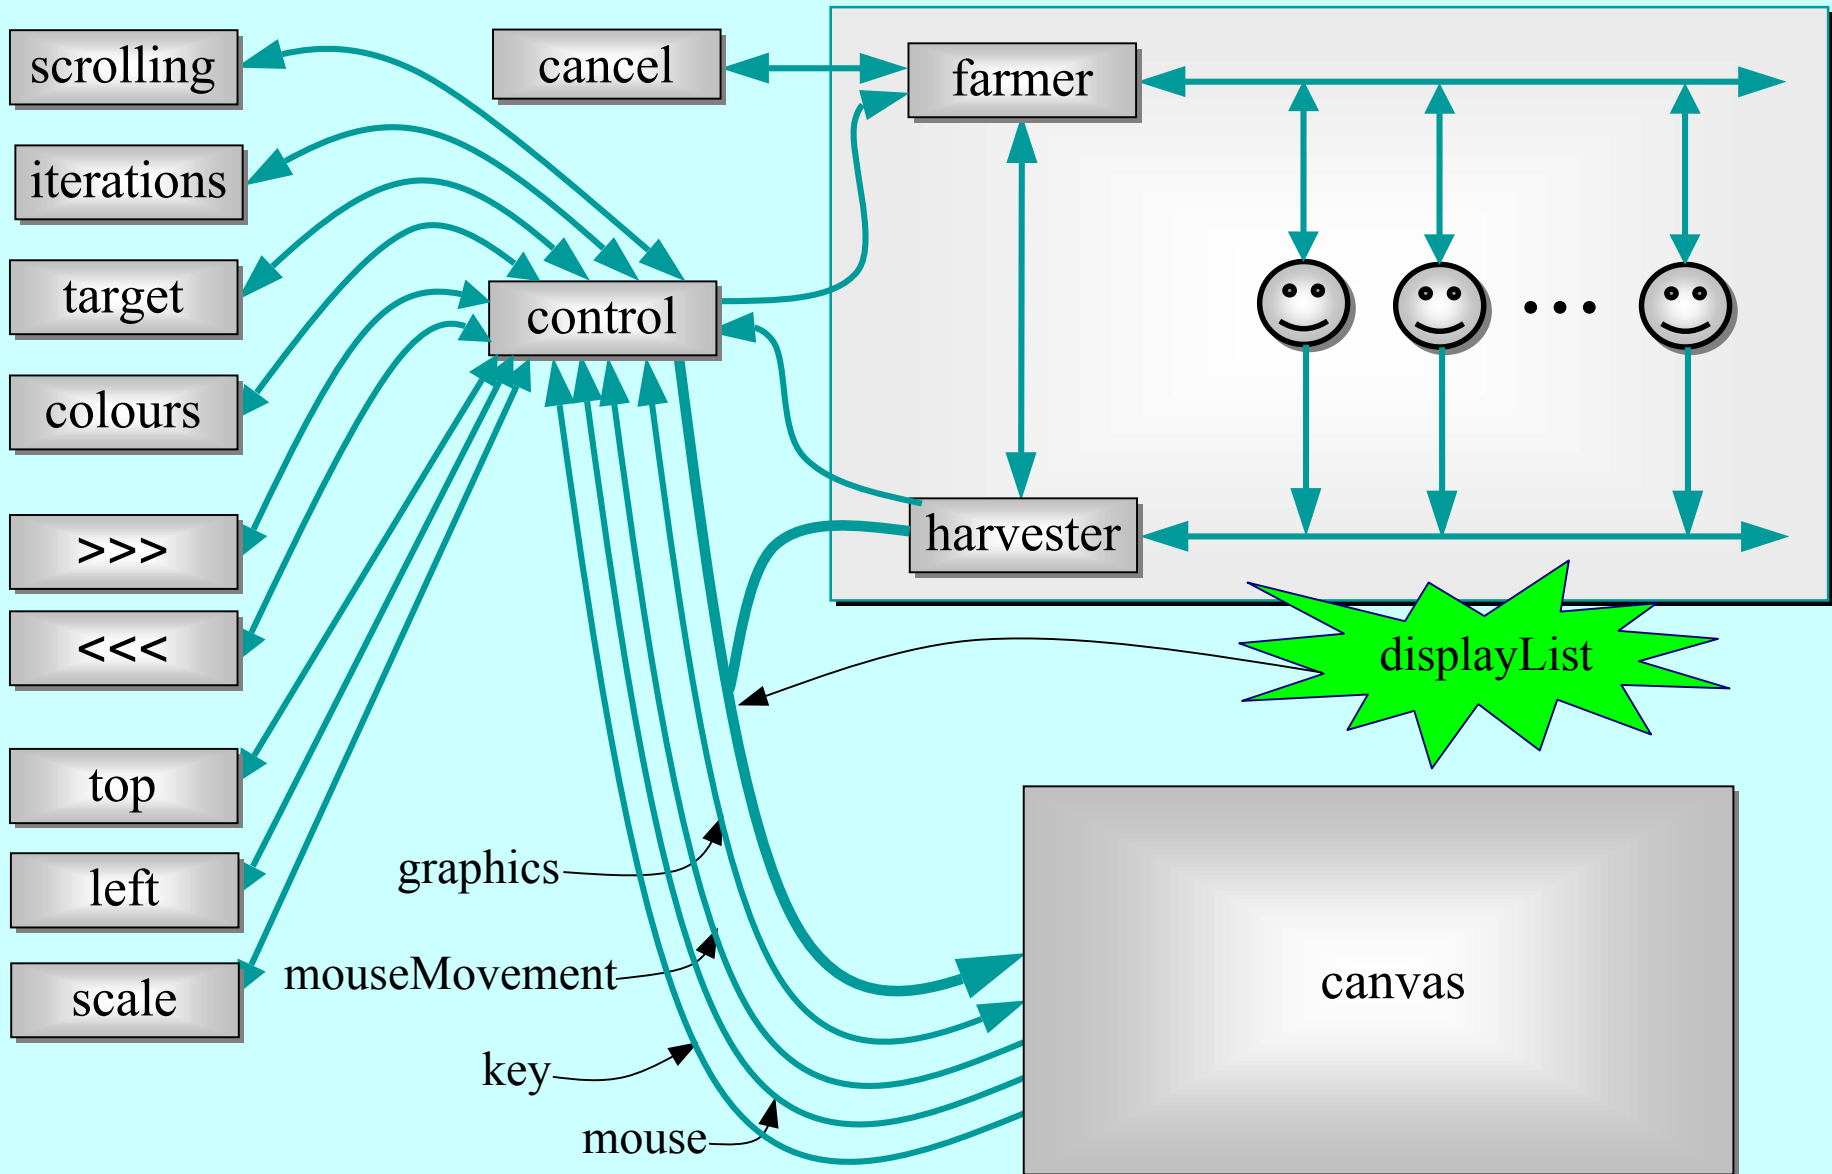 scrolling
cancel
farmer
iterations
target
control
colours
harvester
>>>
<<<
displayList
top
graphics
left
mouseMovement
canvas
scale
key
mouse
...